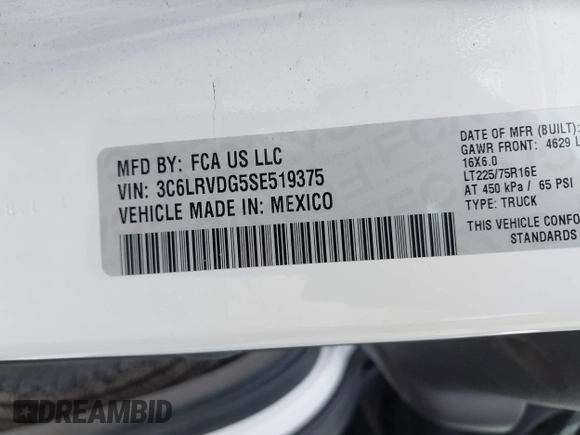 MFD BY: FCA US LLC
VIN: 3C6LRVDG5SE519375
VEHICLE MADE IN: MEXICO
DATE OF MFR (BUILT):
GAWR FRONT: 4629 L
16X6.0
LT225/75R16E
AT 450 kPa / 65 PSI
TYPE: TRUCK
THIS VEHICLE CONFO
STANDARDS
DREAMBID